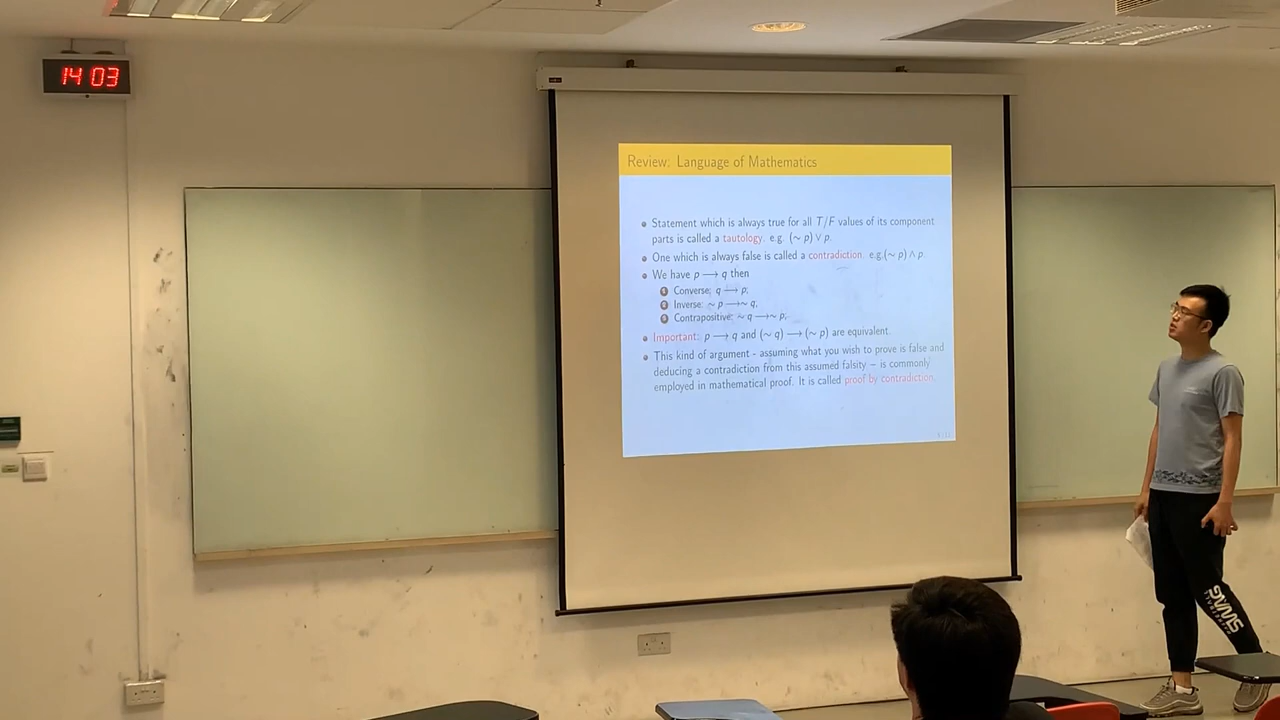 14 03
Review: Language of Mathematics
Statement which is always true for all T/F values of its component
parts is called a tautology. e.g. (∼ p) ∨ p.
One which is always false is called a contradiction. e.g.(∼ p) ∧ p
We have p ⟶ q then
1 Converse: q ⟶ p;
2 Inverse: ∼ p ⟶∼ q,
3 Contrapositive: ∼ q ⟶∼ p,
Important: p ⟶ q and (∼ q) ⟶ (∼ p) are equivalent.
This kind of argument - assuming what you wish to prove is false and
deducing a contradiction from this assumed falsity – is commonly
employed in mathematical proof. It is called proof by contradiction.